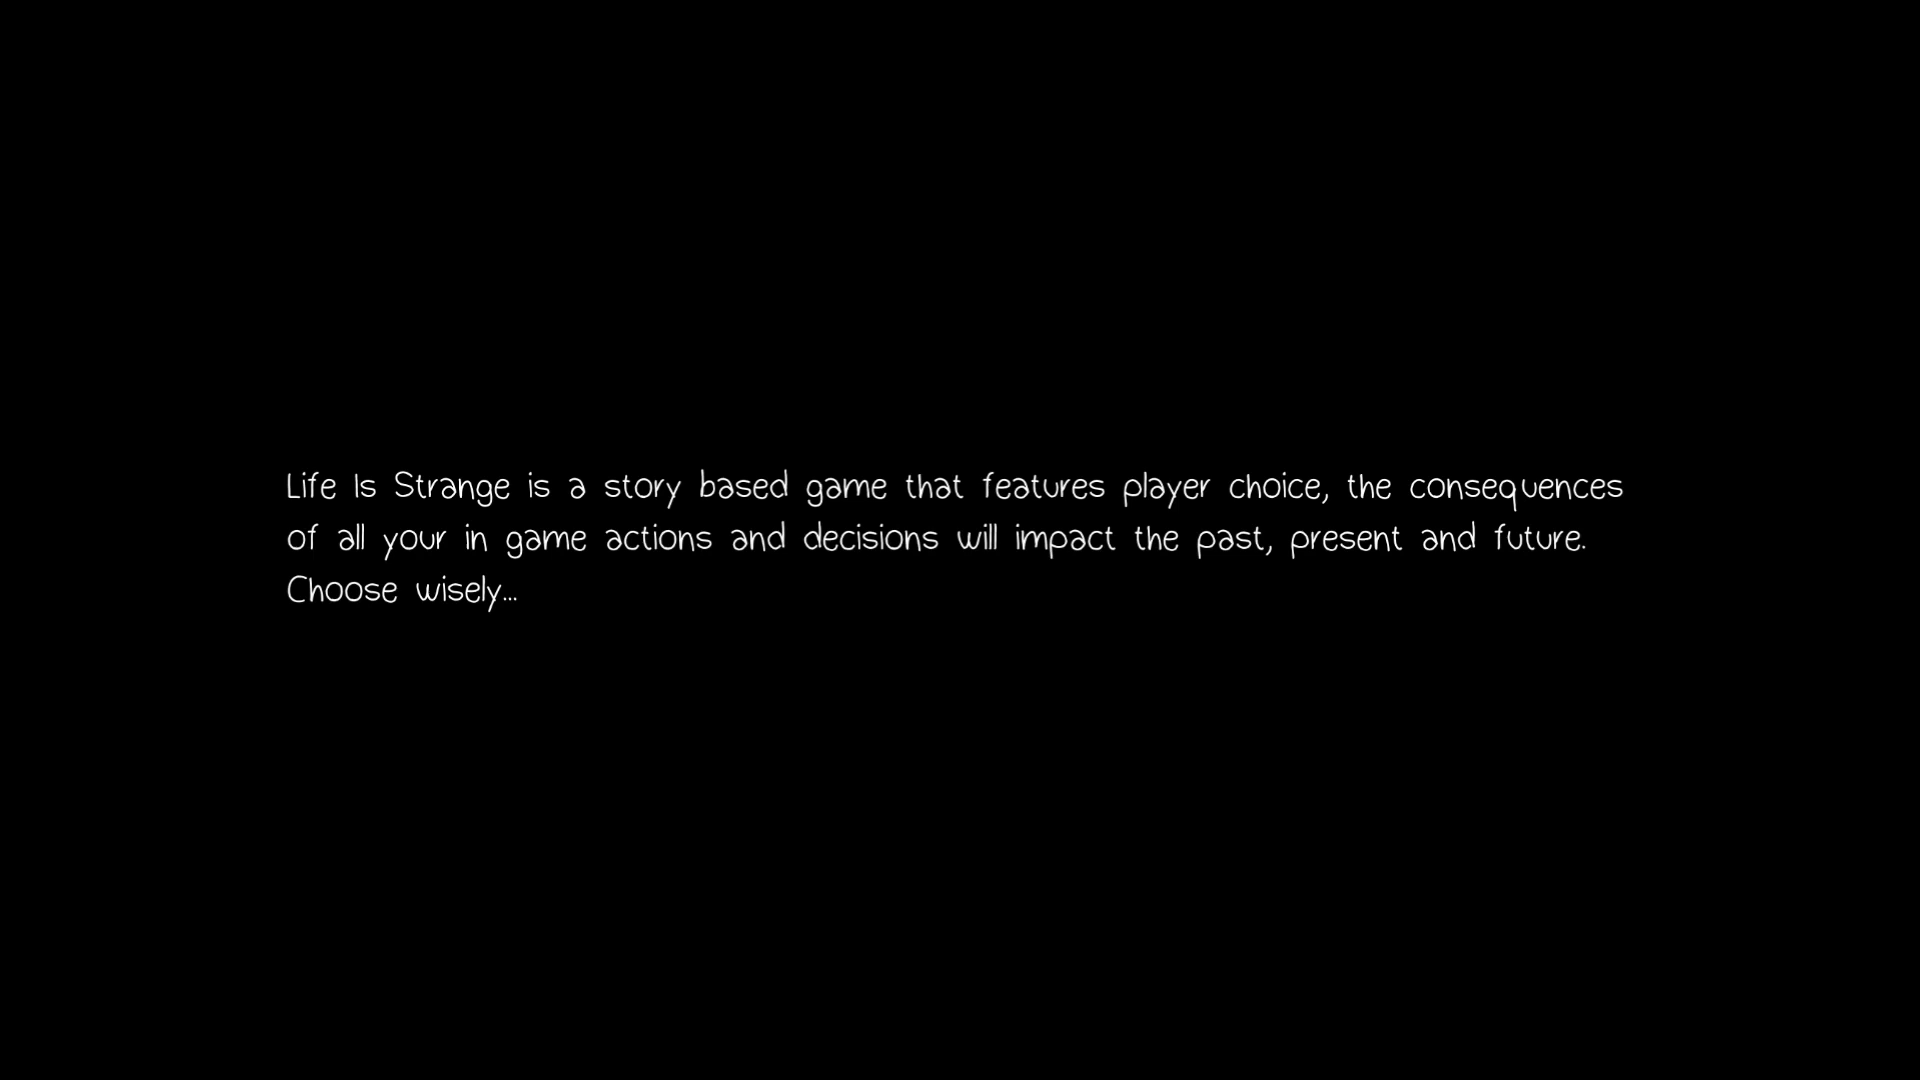 Life Is Strange is a story based game that features player choice, the consequences
of all your in game actions and decisions will impact the past, present and future.
Choose wisely...